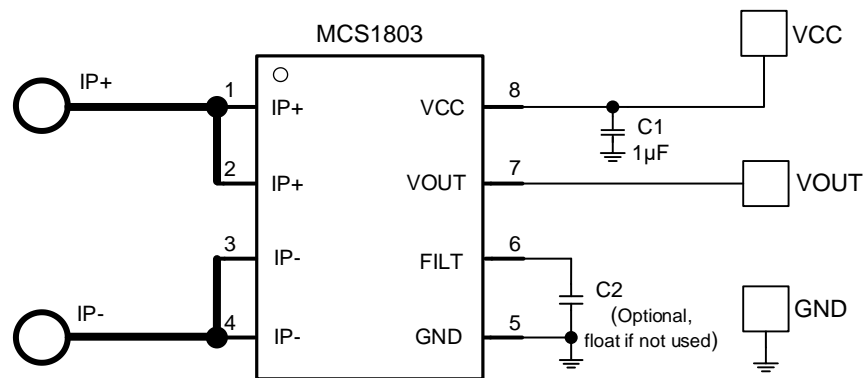 MCS1803
VCC
IP+
1
IP+
VCC
8
C1
1µF
2
IP+
VOUT
7
VOUT
3
IP-
FILT
6
C2
(Optional,
float if not used)
IP-
4
IP-
GND
5
GND